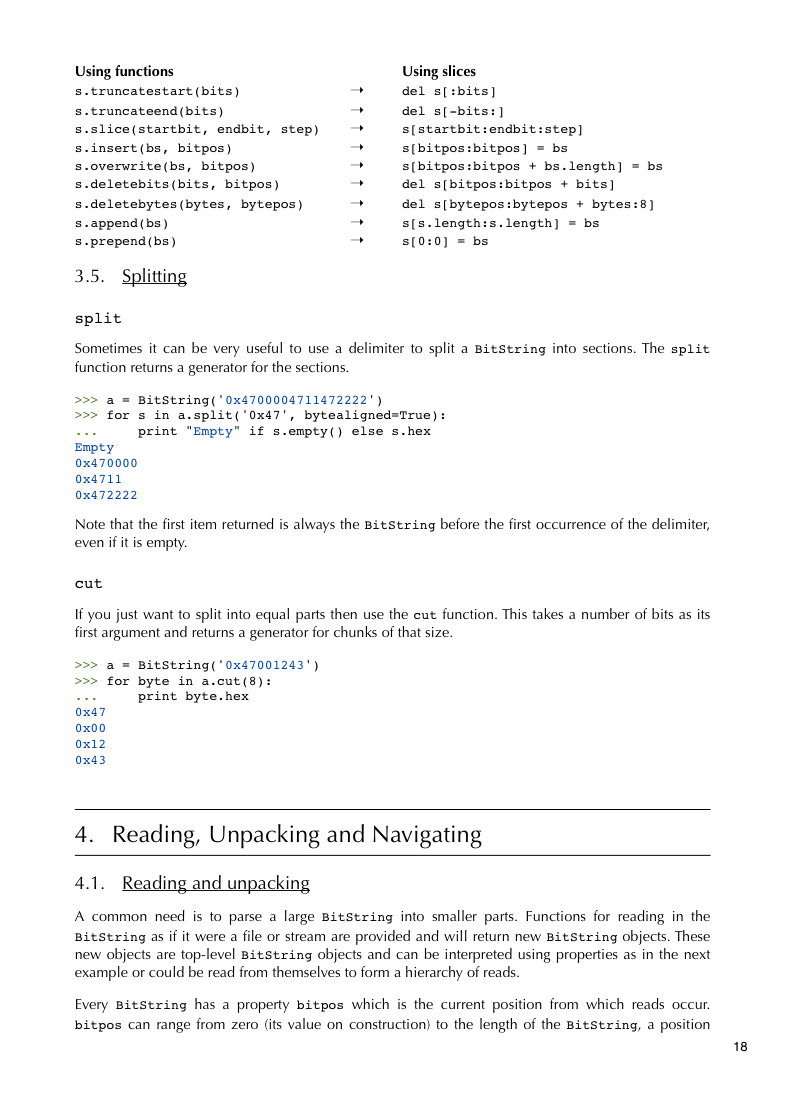 Using functions Using slices
s.truncatestart(bits) → del s[:bits]
s.truncateend(bits) → del s[-bits:]
s.slice(startbit, endbit, step) → s[startbit:endbit:step]
s.insert(bs, bitpos) → s[bitpos:bitpos] = bs
s.overwrite(bs, bitpos) → s[bitpos:bitpos + bs.length] = bs
s.deletebits(bits, bitpos) → del s[bitpos:bitpos + bits]
s.deletebytes(bytes, bytepos) → del s[bytepos:bytepos + bytes:8]
s.append(bs) → s[s.length:s.length] = bs
s.prepend(bs) → s[0:0] = bs
3.5. Splitting
split
Sometimes it can be very useful to use a delimiter to split a BitString into sections. The split
function returns a generator for the sections.
>>> a = BitString('0x4700004711472222')
>>> for s in a.split('0x47', bytealigned=True):
...     print "Empty" if s.empty() else s.hex
Empty
0x470000
0x4711
0x472222
Note that the first item returned is always the BitString before the first occurrence of the delimiter,
even if it is empty.
cut
If you just want to split into equal parts then use the cut function. This takes a number of bits as its
first argument and returns a generator for chunks of that size.
>>> a = BitString('0x47001243')
>>> for byte in a.cut(8):
...     print byte.hex
0x47
0x00
0x12
0x43
4. Reading, Unpacking and Navigating
4.1. Reading and unpacking
A common need is to parse a large BitString into smaller parts. Functions for reading in the
BitString as if it were a file or stream are provided and will return new BitString objects. These
new objects are top-level BitString objects and can be interpreted using properties as in the next
example or could be read from themselves to form a hierarchy of reads.
Every BitString has a property bitpos which is the current position from which reads occur.
bitpos can range from zero (its value on construction) to the length of the BitString, a position
18